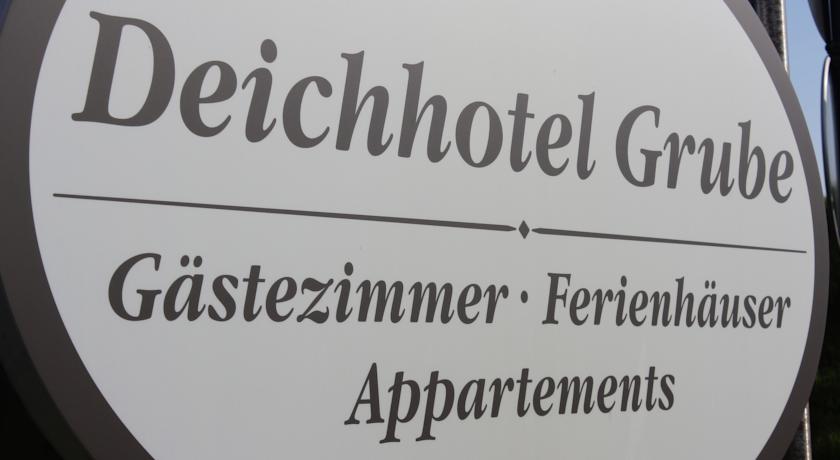 Deichhotel Grube
Gästezimmer · Ferienhäuser
Appartements